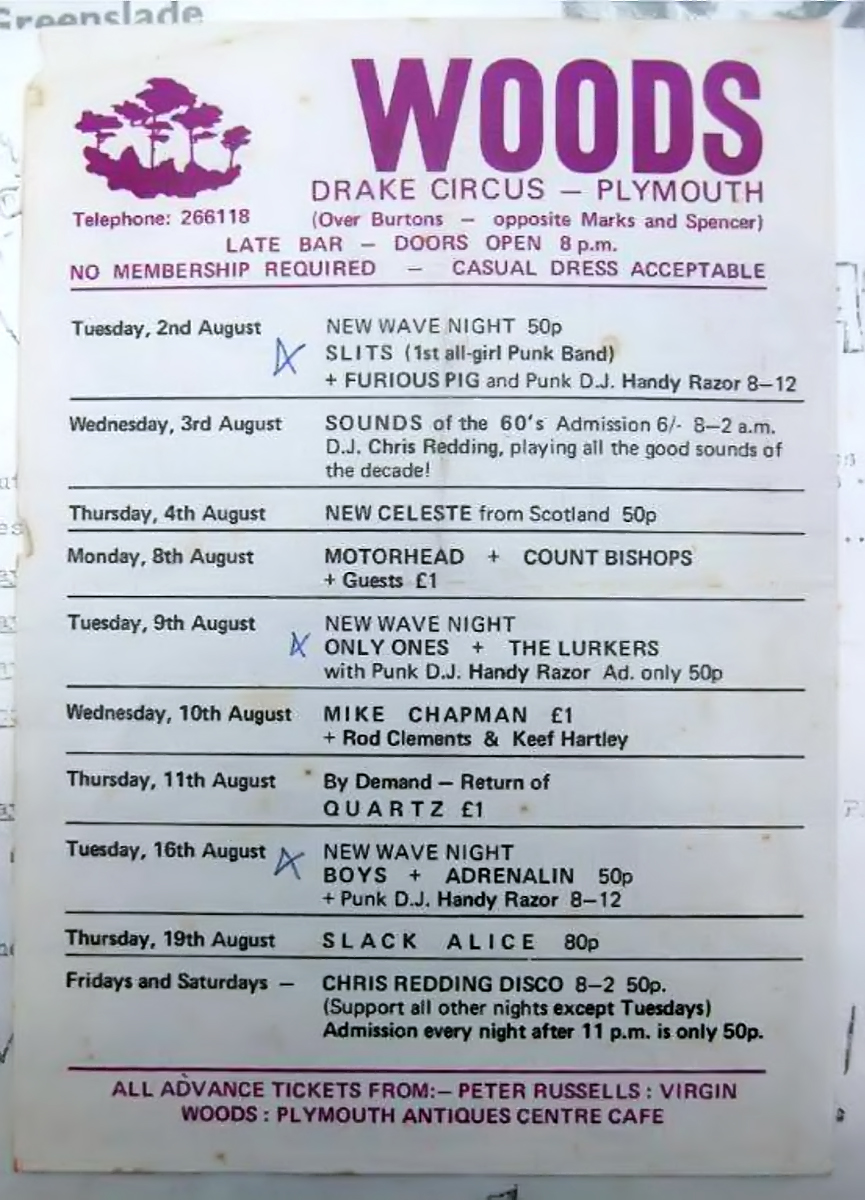 Greenslade
WOODS
DRAKE CIRCUS – PLYMOUTH
Telephone: 266118 (Over Burtons – opposite Marks and Spencer)
LATE BAR – DOORS OPEN 8 p.m.
NO MEMBERSHIP REQUIRED – CASUAL DRESS ACCEPTABLE
Tuesday, 2nd August NEW WAVE NIGHT 50p
SLITS (1st all-girl Punk Band)
+ FURIOUS PIG and Punk D.J. Handy Razor 8–12
Wednesday, 3rd August SOUNDS of the 60's Admission 6/- 8–2 a.m.
D.J. Chris Redding, playing all the good sounds of
the decade!
Thursday, 4th August NEW CELESTE from Scotland 50p
Monday, 8th August MOTORHEAD + COUNT BISHOPS
+ Guests £1
Tuesday, 9th August NEW WAVE NIGHT
ONLY ONES + THE LURKERS
with Punk D.J. Handy Razor Ad. only 50p
Wednesday, 10th August MIKE CHAPMAN £1
+ Rod Clements & Keef Hartley
Thursday, 11th August By Demand – Return of
QUARTZ £1
Tuesday, 16th August NEW WAVE NIGHT
BOYS + ADRENALIN 50p
+ Punk D.J. Handy Razor 8–12
Thursday, 19th August SLACK ALICE 80p
Fridays and Saturdays – CHRIS REDDING DISCO 8–2 50p.
(Support all other nights except Tuesdays)
Admission every night after 11 p.m. is only 50p.
ALL ADVANCE TICKETS FROM:– PETER RUSSELLS : VIRGIN
WOODS : PLYMOUTH ANTIQUES CENTRE CAFE